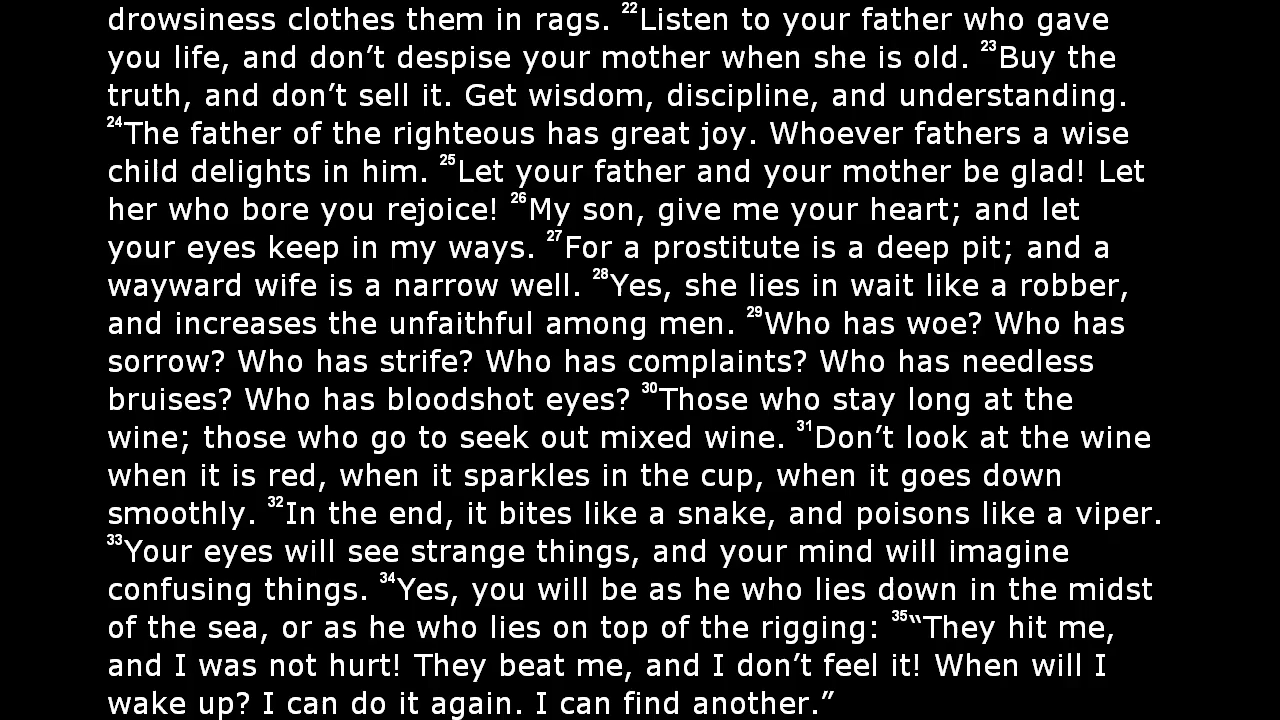 drowsiness clothes them in rags. ²²Listen to your father who gave
you life, and don’t despise your mother when she is old. ²³Buy the
truth, and don’t sell it. Get wisdom, discipline, and understanding.
²⁴The father of the righteous has great joy. Whoever fathers a wise
child delights in him. ²⁵Let your father and your mother be glad! Let
her who bore you rejoice! ²⁶My son, give me your heart; and let
your eyes keep in my ways. ²⁷For a prostitute is a deep pit; and a
wayward wife is a narrow well. ²⁸Yes, she lies in wait like a robber,
and increases the unfaithful among men. ²⁹Who has woe? Who has
sorrow? Who has strife? Who has complaints? Who has needless
bruises? Who has bloodshot eyes? ³⁰Those who stay long at the
wine; those who go to seek out mixed wine. ³¹Don’t look at the wine
when it is red, when it sparkles in the cup, when it goes down
smoothly. ³²In the end, it bites like a snake, and poisons like a viper.
³³Your eyes will see strange things, and your mind will imagine
confusing things. ³⁴Yes, you will be as he who lies down in the midst
of the sea, or as he who lies on top of the rigging: ³⁵“They hit me,
and I was not hurt! They beat me, and I don’t feel it! When will I
wake up? I can do it again. I can find another.”